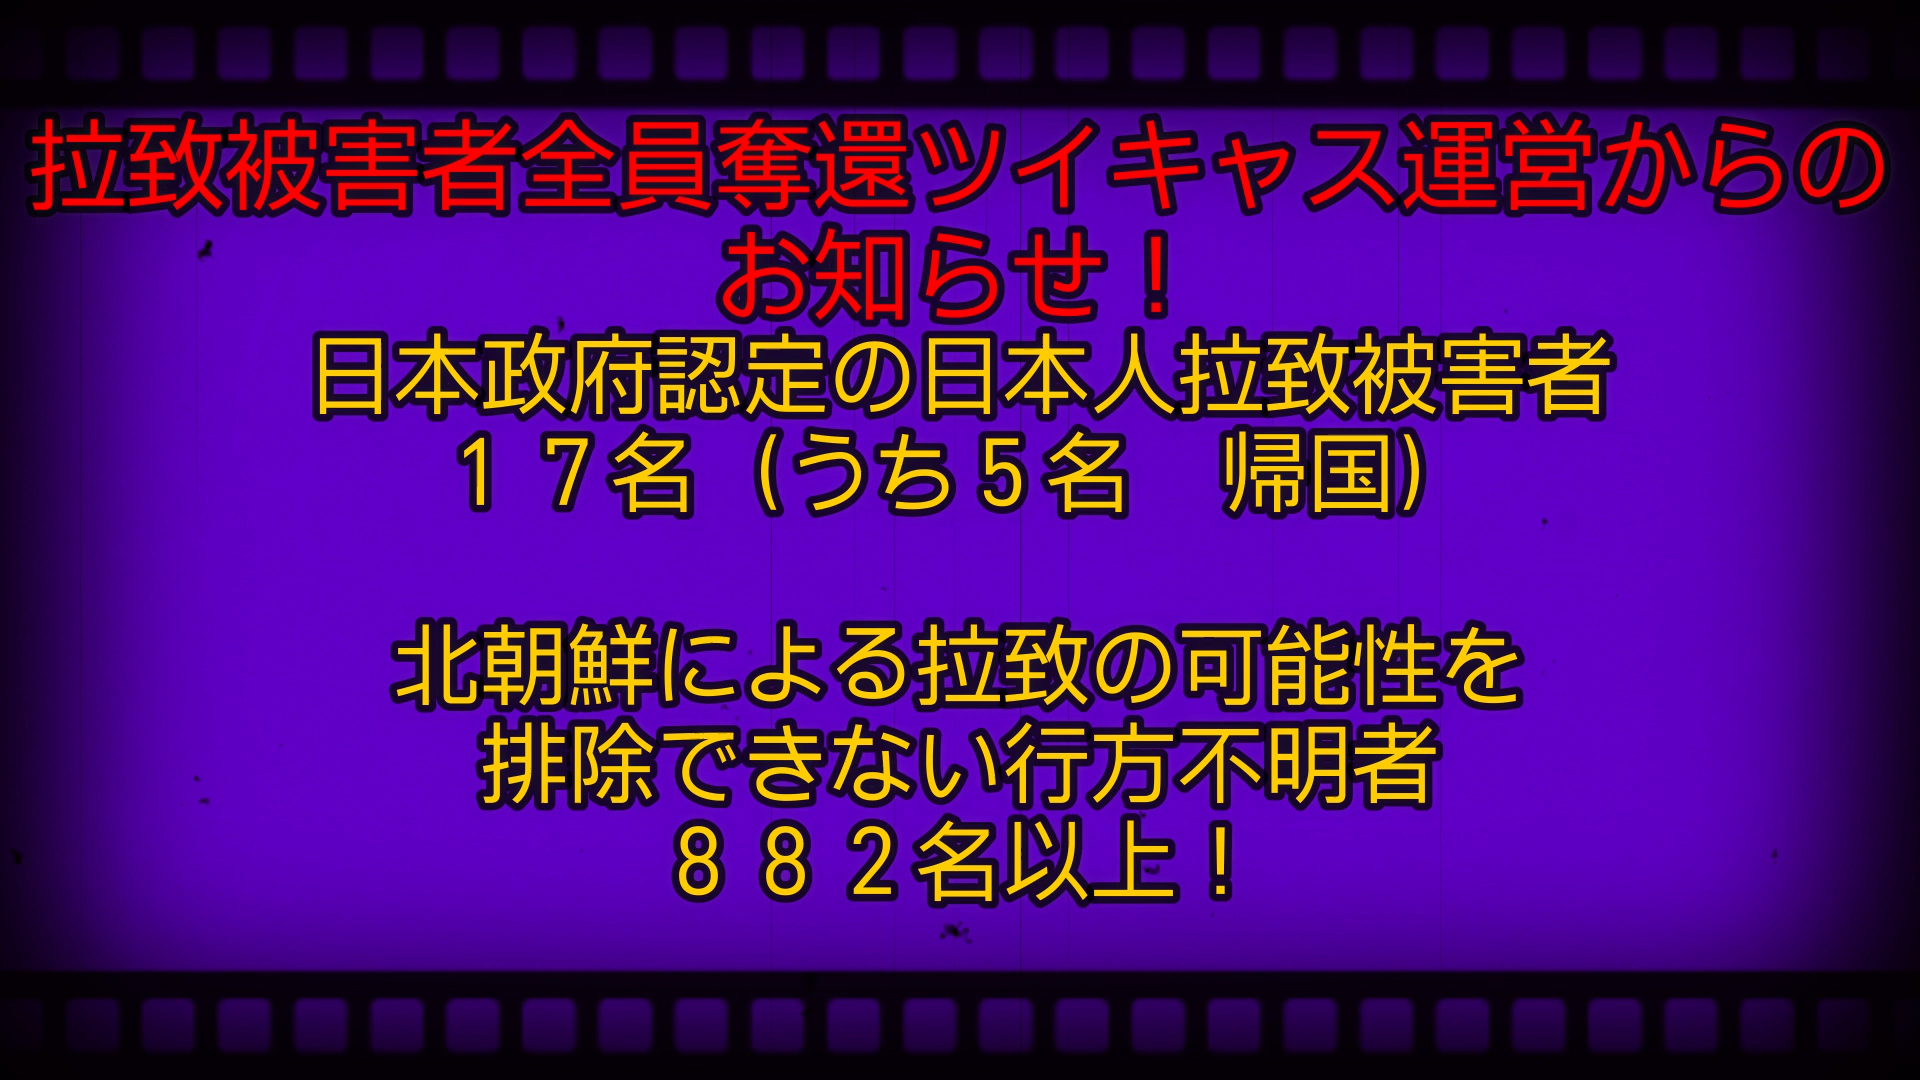 拉致被害者全員奪還ツイキャス運営からの
お知らせ！
日本政府認定の日本人拉致被害者
１７名（うち５名　帰国）
北朝鮮による拉致の可能性を
排除できない行方不明者
８８２名以上！